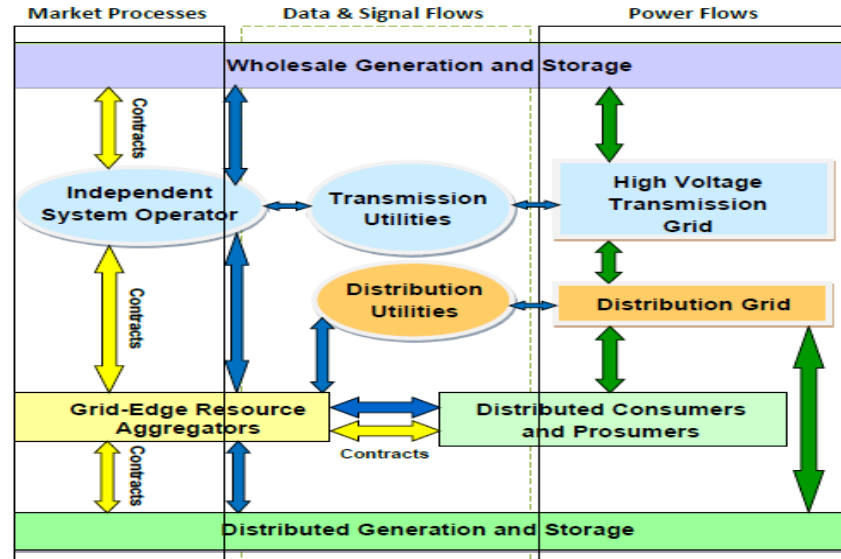 Market Processes
Data & Signal Flows
Power Flows
Wholesale Generation and Storage
Contracts
Independent
System Operator
Transmission
Utilities
High Voltage
Transmission
Grid
Contracts
Distribution
Utilities
Distribution Grid
Grid-Edge Resource
Aggregators
Distributed Consumers
and Prosumers
Contracts
Contracts
Distributed Generation and Storage